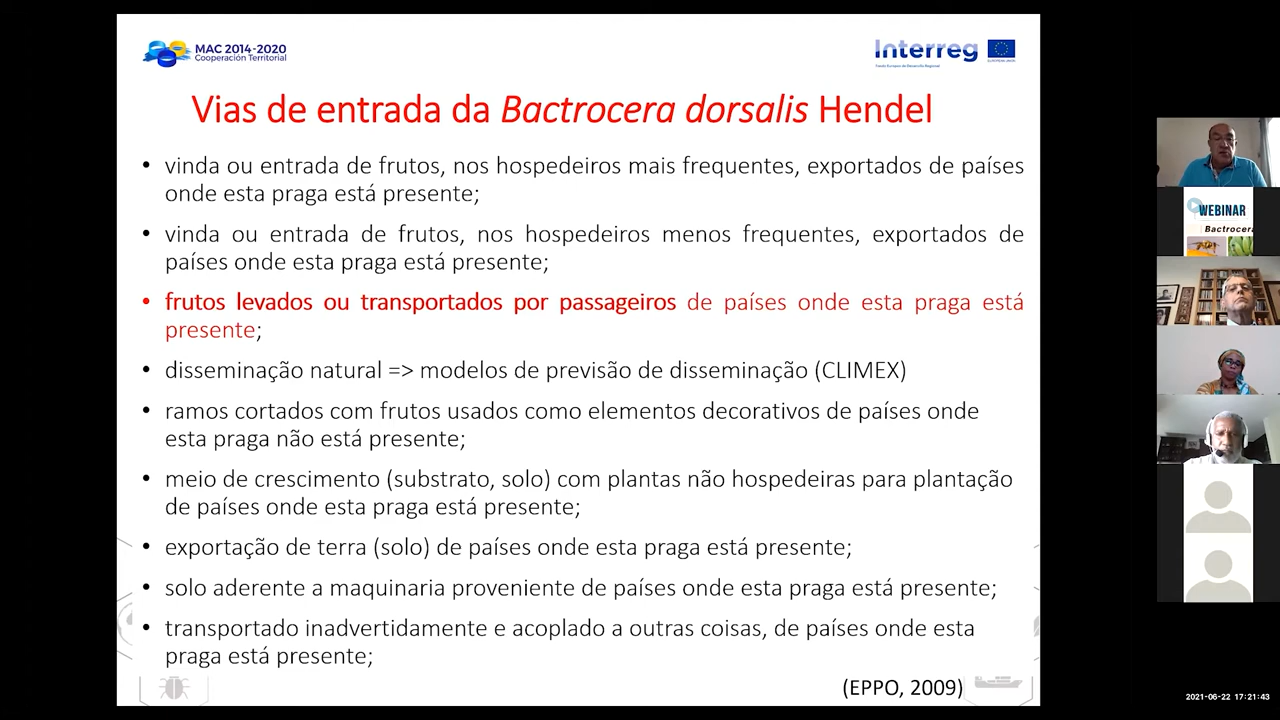 MAC 2014-2020
Cooperación Territorial
Interreg
Vias de entrada da Bactrocera dorsalis Hendel
• vinda ou entrada de frutos, nos hospedeiros mais frequentes, exportados de países
onde esta praga está presente;
• vinda ou entrada de frutos, nos hospedeiros menos frequentes, exportados de
países onde esta praga está presente;
• frutos levados ou transportados por passageiros de países onde esta praga está
presente;
• disseminação natural => modelos de previsão de disseminação (CLIMEX)
• ramos cortados com frutos usados como elementos decorativos de países onde
esta praga não está presente;
• meio de crescimento (substrato, solo) com plantas não hospedeiras para plantação
de países onde esta praga está presente;
• exportação de terra (solo) de países onde esta praga está presente;
• solo aderente a maquinaria proveniente de países onde esta praga está presente;
• transportado inadvertidamente e acoplado a outras coisas, de países onde esta
praga está presente;
(EPPO, 2009)
WEBINAR
Bactrocera
2021-06-22 17:21:43